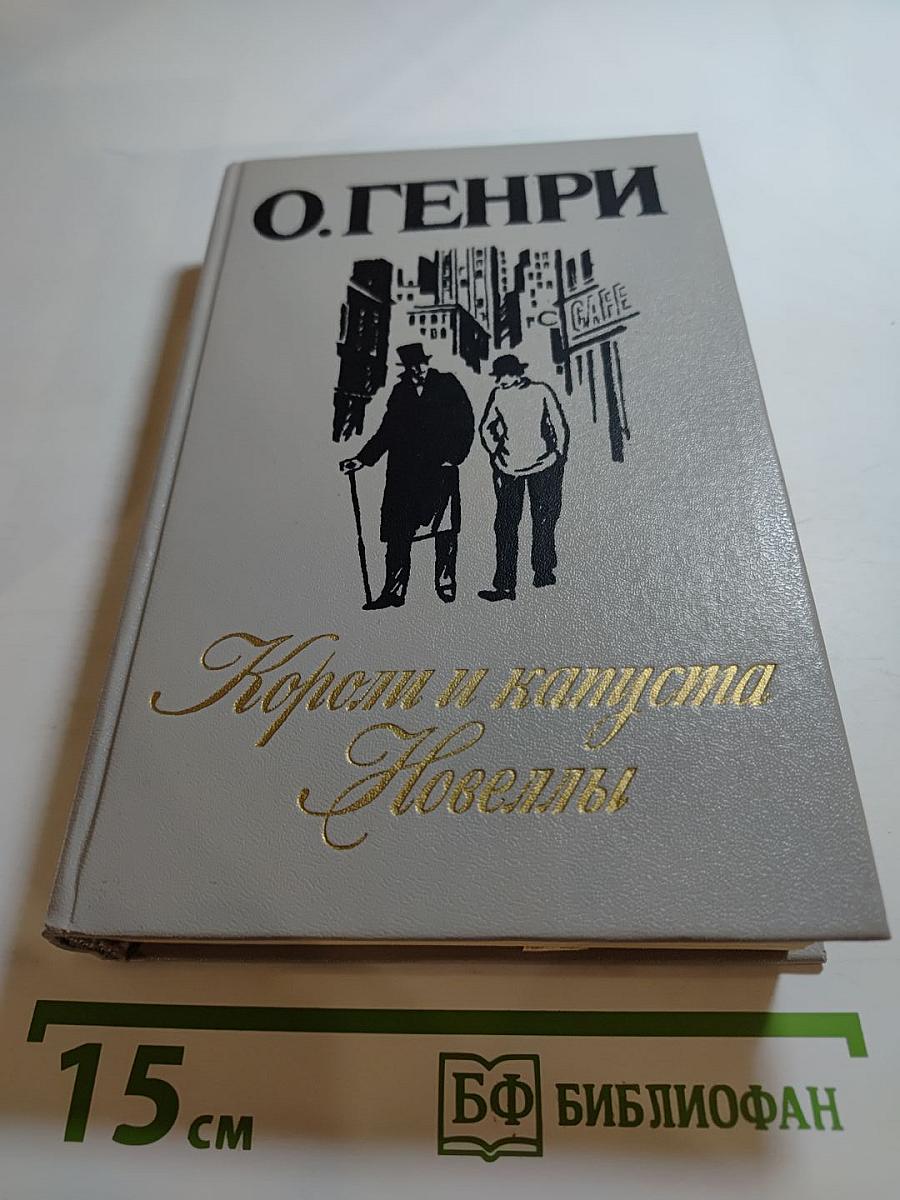 О.ГЕНРИ
CAFE
Короли и капуста
Новеллы
15 см
БФ БИБЛИОФАН